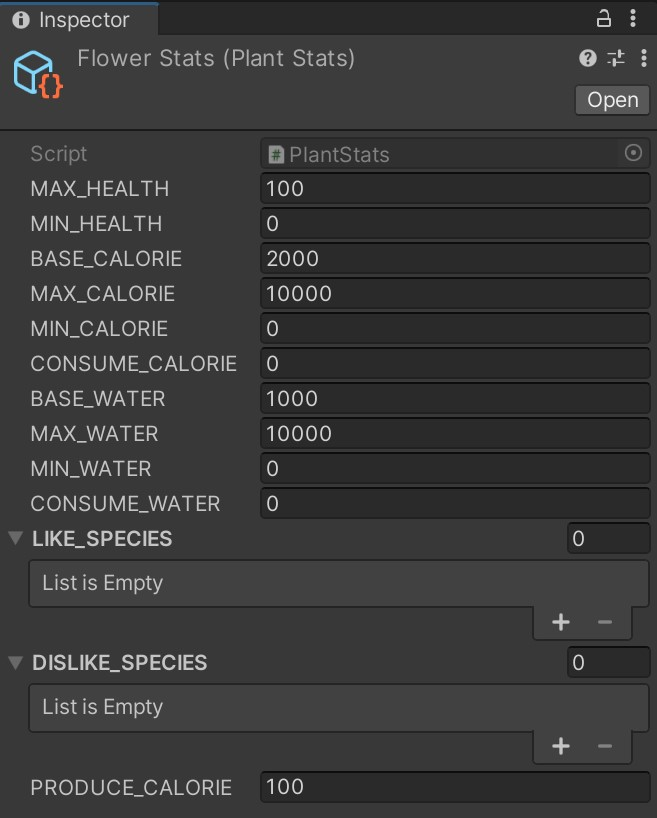 Inspector
Flower Stats (Plant Stats)
Open
Script PlantStats
MAX_HEALTH 100
MIN_HEALTH 0
BASE_CALORIE 2000
MAX_CALORIE 10000
MIN_CALORIE 0
CONSUME_CALORIE 0
BASE_WATER 1000
MAX_WATER 10000
MIN_WATER 0
CONSUME_WATER 0
LIKE_SPECIES 0
List is Empty
+ −
DISLIKE_SPECIES 0
List is Empty
+ −
PRODUCE_CALORIE 100